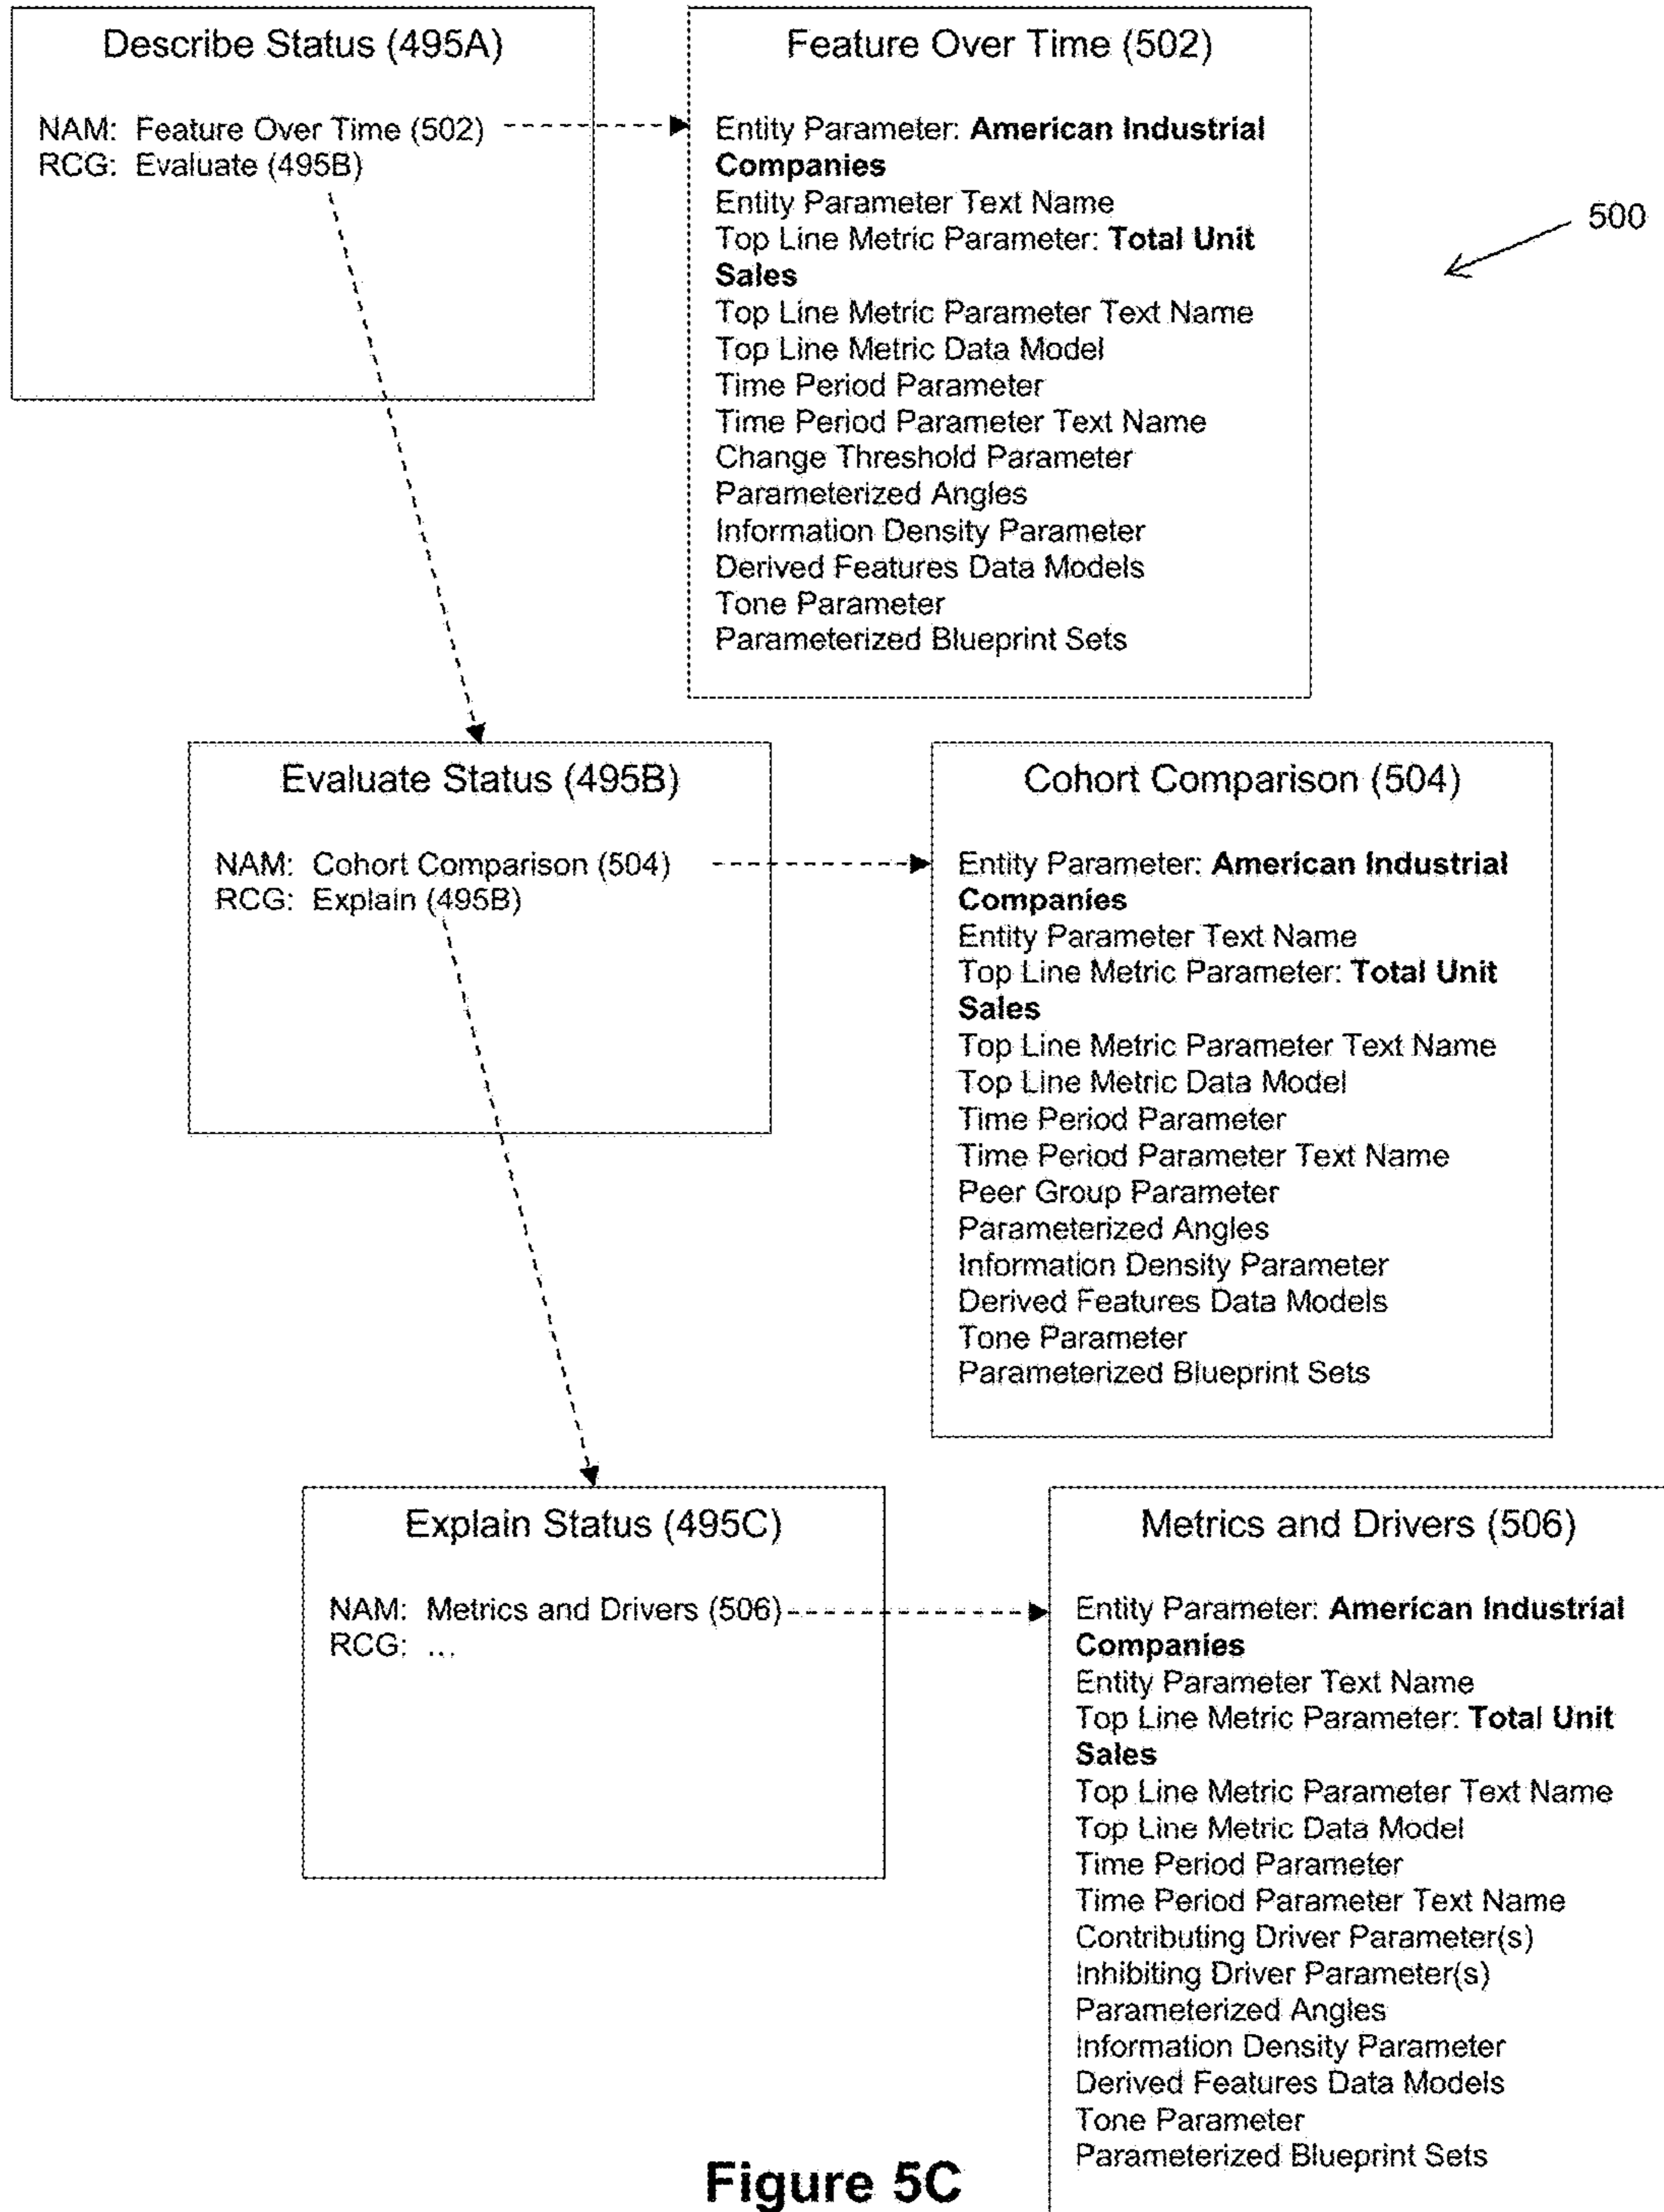 Describe Status (495A)
NAM: Feature Over Time (502)
RCG: Evaluate (495B)
Feature Over Time (502)
Entity Parameter: American Industrial
Companies
Entity Parameter Text Name
Top Line Metric Parameter: Total Unit
Sales
Top Line Metric Parameter Text Name
Top Line Metric Data Model
Time Period Parameter
Time Period Parameter Text Name
Change Threshold Parameter
Parameterized Angles
Information Density Parameter
Derived Features Data Models
Tone Parameter
Parameterized Blueprint Sets
500
Evaluate Status (495B)
NAM: Cohort Comparison (504)
RCG: Explain (495B)
Cohort Comparison (504)
Entity Parameter: American Industrial
Companies
Entity Parameter Text Name
Top Line Metric Parameter: Total Unit
Sales
Top Line Metric Parameter Text Name
Top Line Metric Data Model
Time Period Parameter
Time Period Parameter Text Name
Peer Group Parameter
Parameterized Angles
Information Density Parameter
Derived Features Data Models
Tone Parameter
Parameterized Blueprint Sets
Explain Status (495C)
NAM: Metrics and Drivers (506)
RCG: ...
Metrics and Drivers (506)
Entity Parameter: American Industrial
Companies
Entity Parameter Text Name
Top Line Metric Parameter: Total Unit
Sales
Top Line Metric Parameter Text Name
Top Line Metric Data Model
Time Period Parameter
Time Period Parameter Text Name
Contributing Driver Parameter(s)
Inhibiting Driver Parameter(s)
Parameterized Angles
Information Density Parameter
Derived Features Data Models
Tone Parameter
Parameterized Blueprint Sets
Figure 5C